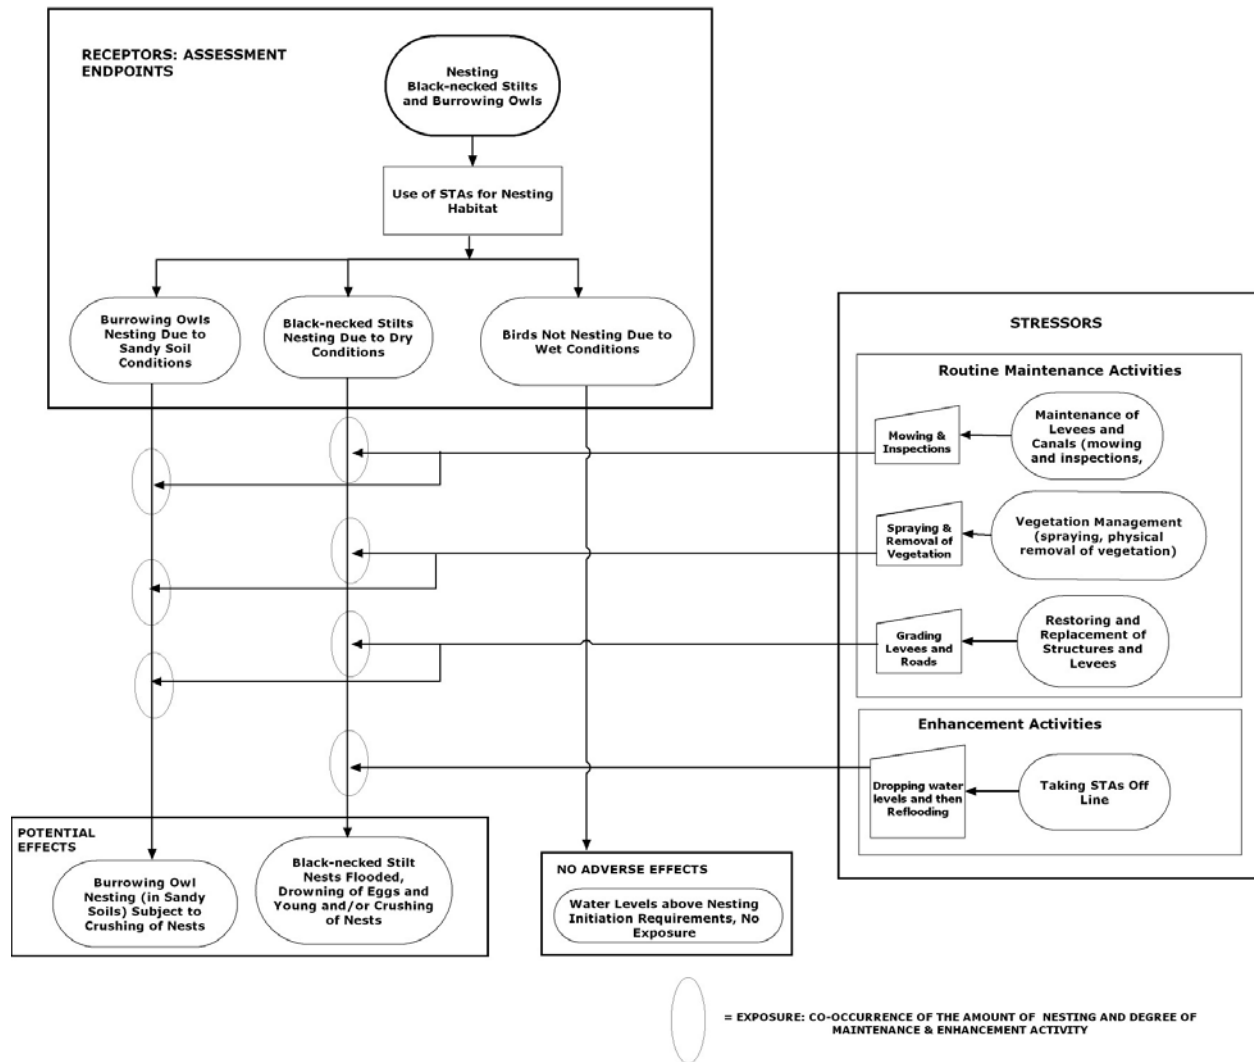 RECEPTORS: ASSESSMENT
ENDPOINTS
Nesting
Black-necked Stilts
and Burrowing Owls
Use of STAs for Nesting
Habitat
Burrowing Owls
Nesting Due to
Sandy Soil
Conditions
Black-necked Stilts
Nesting Due to Dry
Conditions
Birds Not Nesting Due to
Wet Conditions
STRESSORS
Routine Maintenance Activities
Mowing &
Inspections
Maintenance of
Levees and
Canals (mowing
and inspections,
Spraying &
Removal of
Vegetation
Vegetation Management
(spraying, physical
removal of vegetation)
Grading
Levees and
Roads
Restoring and
Replacement of
Structures and
Levees
Enhancement Activities
Dropping water
levels and then
Reflooding
Taking STAs Off
Line
POTENTIAL
EFFECTS
Burrowing Owl
Nesting (in Sandy
Soils) Subject to
Crushing of Nests
Black-necked Stilt
Nests Flooded,
Drowning of Eggs and
Young and/or Crushing
of Nests
NO ADVERSE EFFECTS
Water Levels above Nesting
Initiation Requirements, No
Exposure
= EXPOSURE: CO-OCCURRENCE OF THE AMOUNT OF NESTING AND DEGREE OF
MAINTENANCE & ENHANCEMENT ACTIVITY